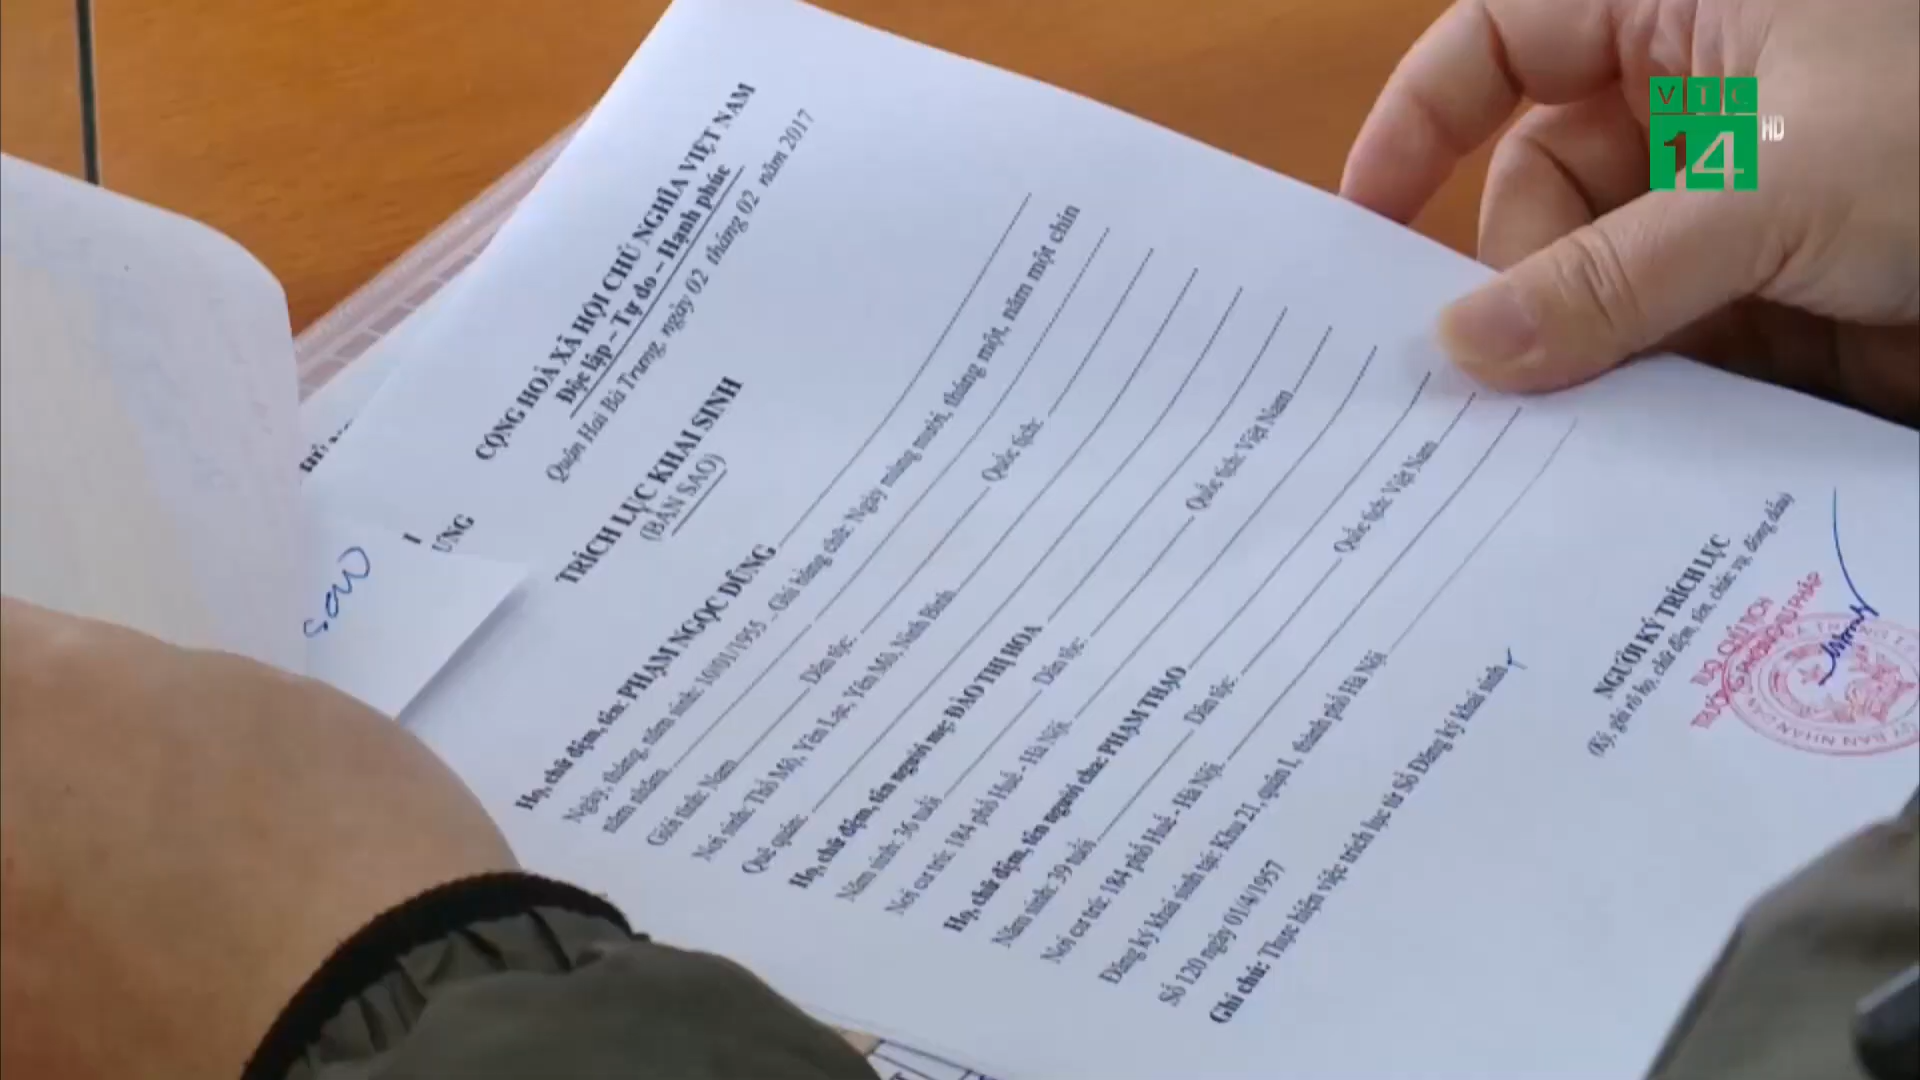 VTC
14
HD
CỘNG HOÀ XÃ HỘI CHỦ NGHĨA VIỆT NAM
Độc lập – Tự do – Hạnh phúc
Quận Hai Bà Trưng, ngày 02 tháng 02 năm 2017
TRÍCH LỤC KHAI SINH
(BẢN SAO)
Họ, chữ đệm, tên: PHẠM NGỌC DŨNG
Ngày, tháng, năm sinh: 10/01/1955 Ghi bằng chữ: Ngày mùng mười, tháng một, năm một chín
năm nhăm
Giới tính: Nam Dân tộc: Quốc tịch:
Nơi sinh: Thổ Mộ, Yên Lạc, Yên Mô, Ninh Bình
Quê quán:
Họ, chữ đệm, tên người mẹ: ĐÀO THỊ HOA
Năm sinh: 36 tuổi Dân tộc: Quốc tịch: Việt Nam
Nơi cư trú: 184 phố Huế - Hà Nội
Họ, chữ đệm, tên người cha: PHẠM THẠO
Năm sinh: 39 tuổi Dân tộc: Quốc tịch: Việt Nam
Nơi cư trú: 184 phố Huế - Hà Nội
Đăng ký khai sinh tại: Khu 21, quận I, thành phố Hà Nội
Số 120 ngày 01/4/1957
Ghi chú: Thực hiện việc trích lục từ Sổ Đăng ký khai sinh
NGƯỜI KÝ TRÍCH LỤC
(Ký, ghi rõ họ, chữ đệm, tên, chức vụ, đóng dấu)
I
ƯNG